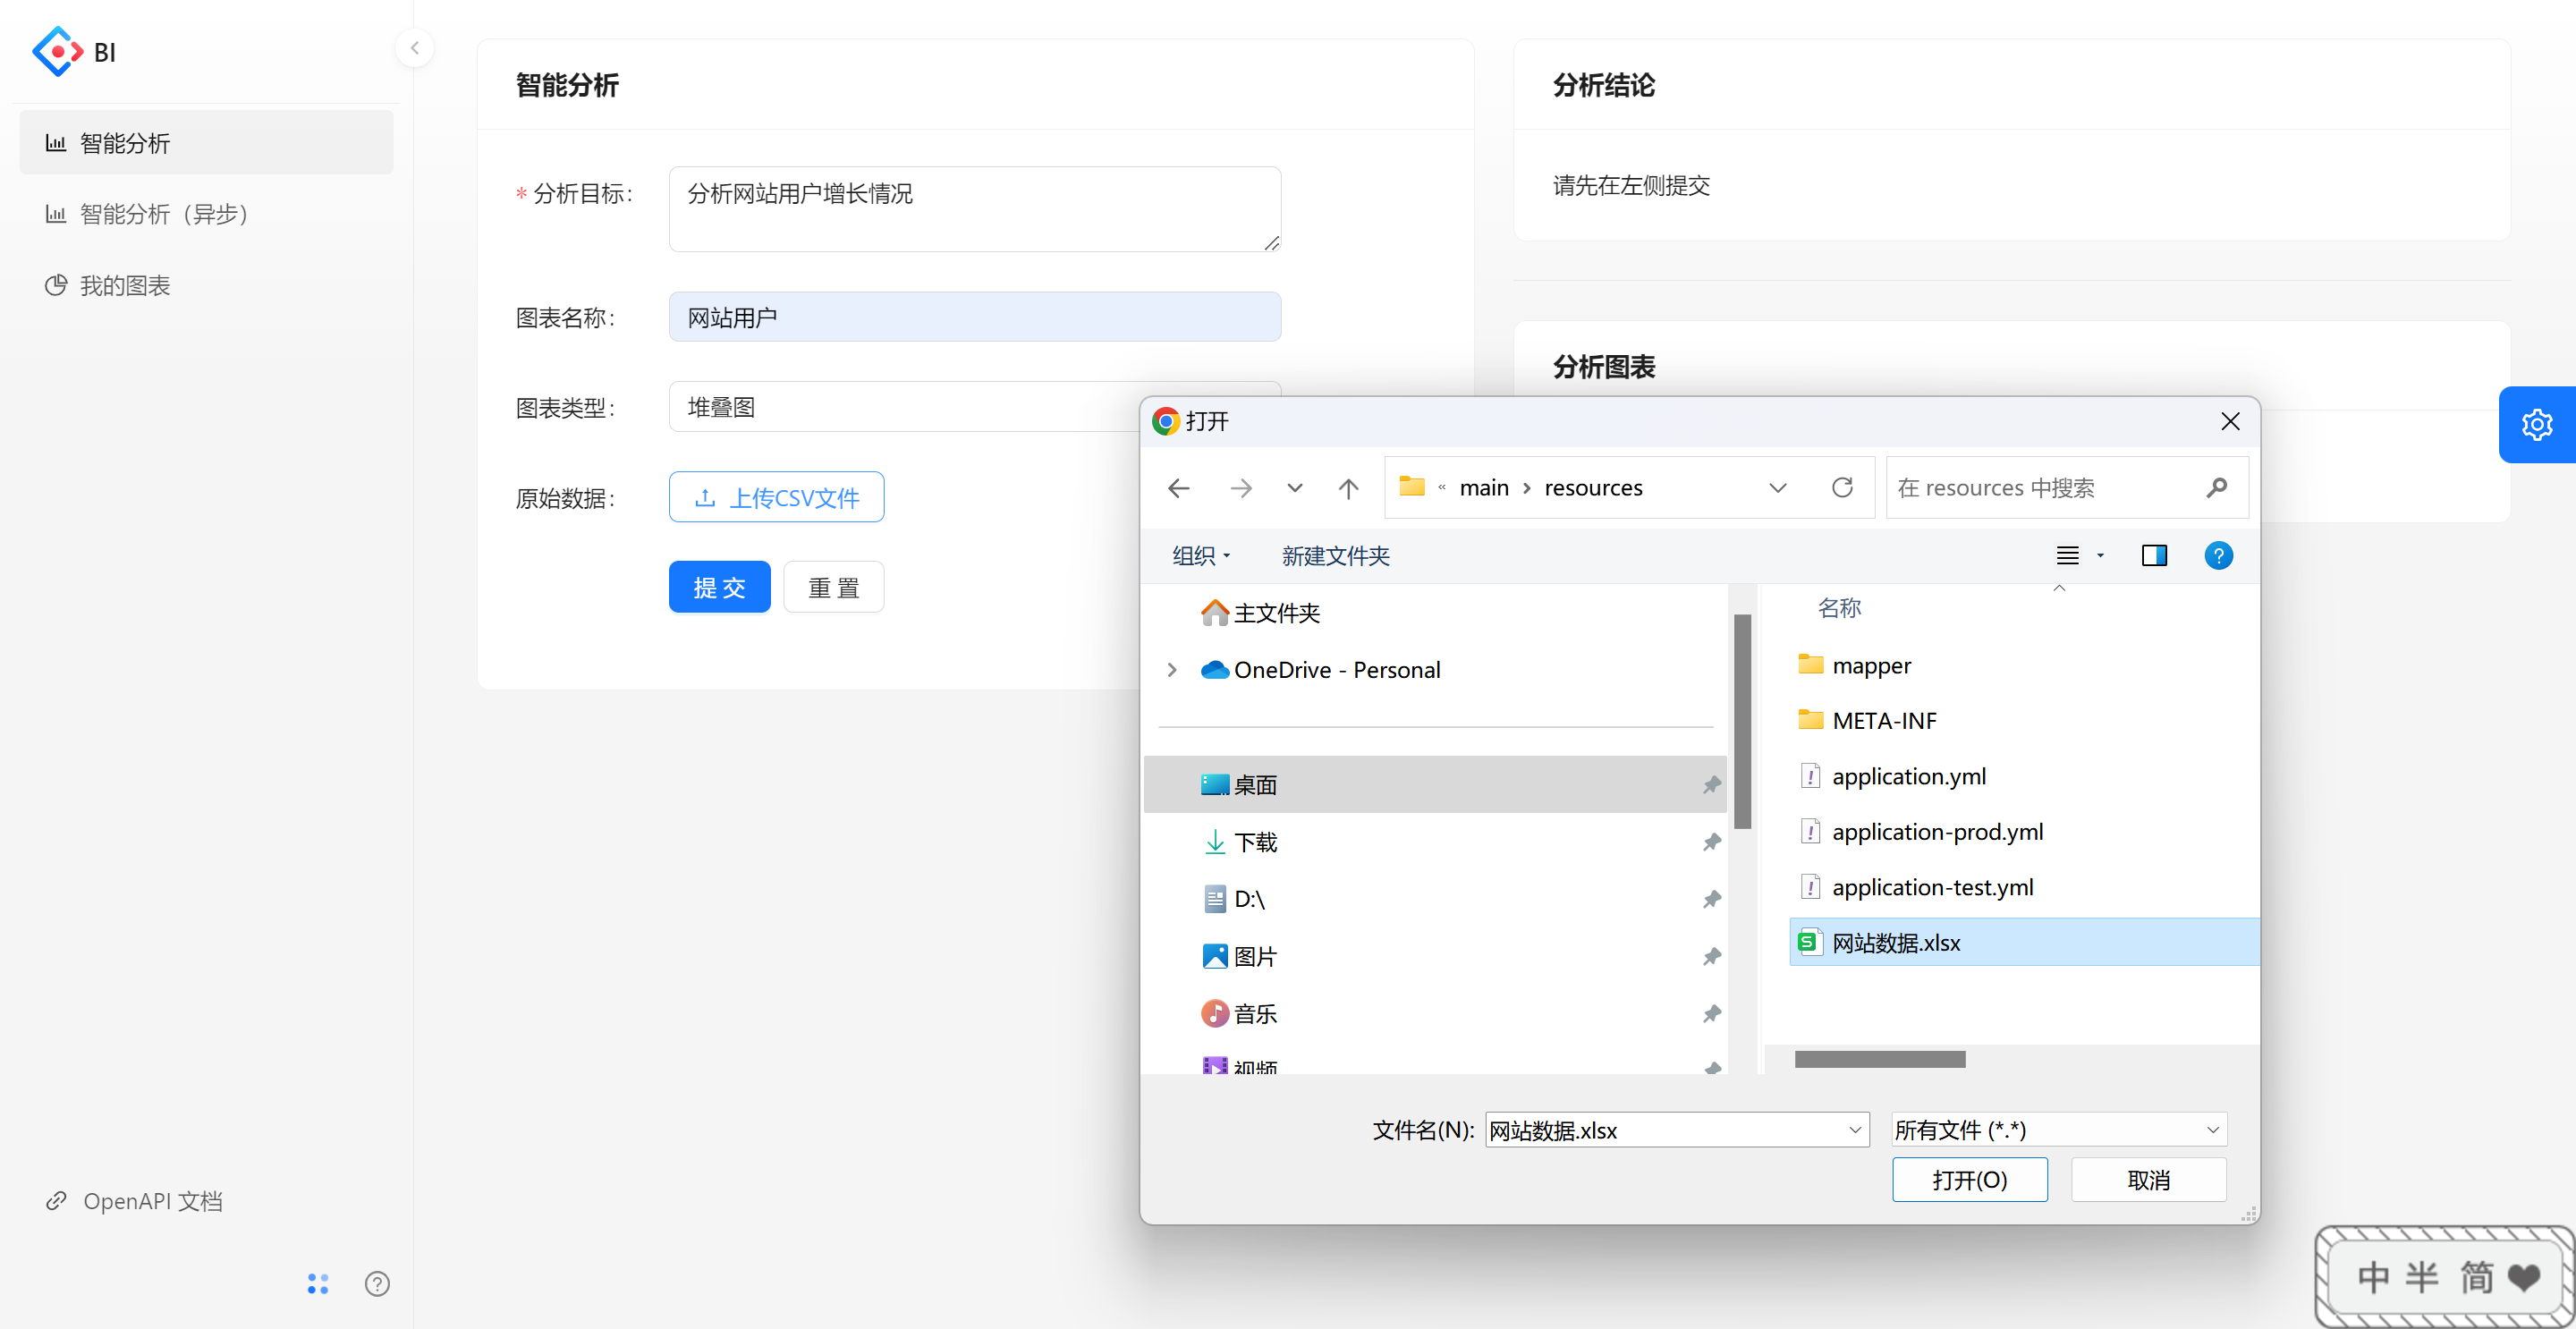 BI
智能分析
智能分析（异步）
我的图表
OpenAPI 文档
智能分析
* 分析目标:
分析网站用户增长情况
图表名称:
网站用户
图表类型:
堆叠图
原始数据:
上传CSV文件
提 交
重 置
分析结论
请先在左侧提交
分析图表
打开
« main › resources
在 resources 中搜索
组织
新建文件夹
主文件夹
OneDrive - Personal
桌面
下载
D:\
图片
音乐
视频
名称
mapper
META-INF
application.yml
application-prod.yml
application-test.yml
网站数据.xlsx
文件名(N):
网站数据.xlsx
所有文件 (*.*)
打开(O)
取消
中 半 简